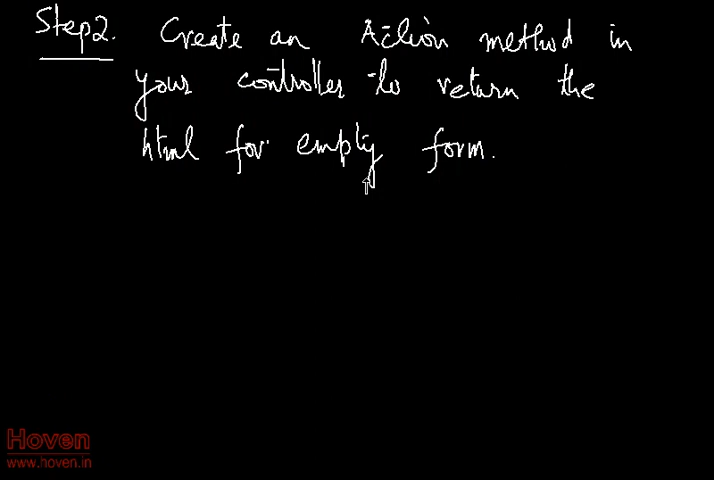 Step2. Create an Action method in
your controller to return the
html for empty form.
Hoven
www.hoven.in